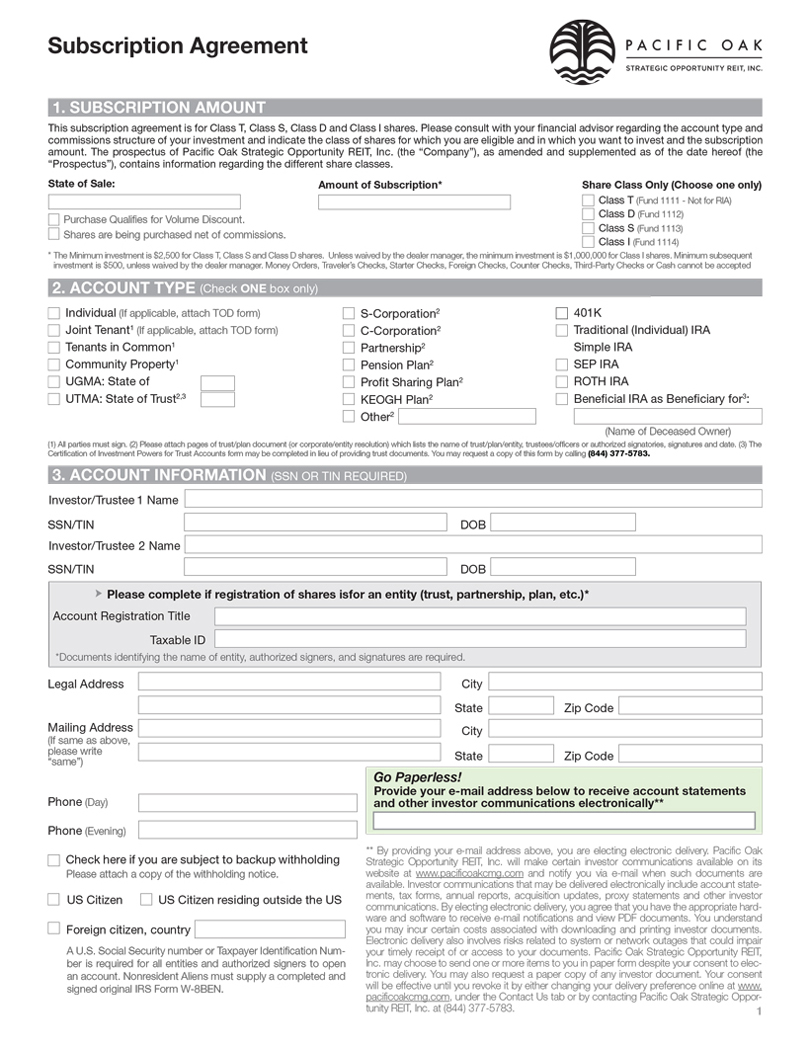 Subscription Agreement
PACIFIC OAK
STRATEGIC OPPORTUNITY REIT, INC.
1. SUBSCRIPTION AMOUNT
This subscription agreement is for Class T, Class S, Class D and Class I shares. Please consult with your financial advisor regarding the account type and
commissions structure of your investment and indicate the class of shares for which you are eligible and in which you want to invest and the subscription
amount. The prospectus of Pacific Oak Strategic Opportunity REIT, Inc. (the “Company”), as amended and supplemented as of the date hereof (the
“Prospectus”), contains information regarding the different share classes.
State of Sale:
Amount of Subscription*
Share Class Only (Choose one only)
Class T (Fund 1111 - Not for RIA)
Class D (Fund 1112)
Class S (Fund 1113)
Class I (Fund 1114)
Purchase Qualifies for Volume Discount.
Shares are being purchased net of commissions.
* The Minimum investment is $2,500 for Class T, Class S and Class D shares. Unless waived by the dealer manager, the minimum investment is $1,000,000 for Class I shares. Minimum subsequent
investment is $500, unless waived by the dealer manager. Money Orders, Traveler's Checks, Starter Checks, Foreign Checks, Counter Checks, Third-Party Checks or Cash cannot be accepted
2. ACCOUNT TYPE (Check ONE box only)
Individual (If applicable, attach TOD form)
Joint Tenant¹ (If applicable, attach TOD form)
Tenants in Common¹
Community Property¹
UGMA: State of
UTMA: State of Trust²,³
S-Corporation²
C-Corporation²
Partnership²
Pension Plan²
Profit Sharing Plan²
KEOGH Plan²
Other²
401K
Traditional (Individual) IRA
Simple IRA
SEP IRA
ROTH IRA
Beneficial IRA as Beneficiary for³:
(Name of Deceased Owner)
(1) All parties must sign. (2) Please attach pages of trust/plan document (or corporate/entity resolution) which lists the name of trust/plan/entity, trustees/officers or authorized signatories, signatures and date. (3) The
Certification of Investment Powers for Trust Accounts form may be completed in lieu of providing trust documents. You may request a copy of this form by calling (844) 377-5783.
3. ACCOUNT INFORMATION (SSN OR TIN REQUIRED)
Investor/Trustee 1 Name
SSN/TIN DOB
Investor/Trustee 2 Name
SSN/TIN DOB
Please complete if registration of shares isfor an entity (trust, partnership, plan, etc.)*
Account Registration Title
Taxable ID
*Documents identifying the name of entity, authorized signers, and signatures are required.
Legal Address City
State Zip Code
Mailing Address City
(If same as above,
please write
“same”)
State Zip Code
Go Paperless!
Provide your e-mail address below to receive account statements
and other investor communications electronically**
Phone (Day)
Phone (Evening)
Check here if you are subject to backup withholding
Please attach a copy of the withholding notice.
US Citizen US Citizen residing outside the US
Foreign citizen, country
A U.S. Social Security number or Taxpayer Identification Num-
ber is required for all entities and authorized signers to open
an account. Nonresident Aliens must supply a completed and
signed original IRS Form W-8BEN.
** By providing your e-mail address above, you are electing electronic delivery. Pacific Oak
Strategic Opportunity REIT, Inc. will make certain investor communications available on its
website at www.pacificoakcmg.com and notify you via e-mail when such documents are
available. Investor communications that may be delivered electronically include account state-
ments, tax forms, annual reports, acquisition updates, proxy statements and other investor
communications. By electing electronic delivery, you agree that you have the appropriate hard-
ware and software to receive e-mail notifications and view PDF documents. You understand
you may incur certain costs associated with downloading and printing investor documents.
Electronic delivery also involves risks related to system or network outages that could impair
your timely receipt of or access to your documents. Pacific Oak Strategic Opportunity REIT,
Inc. may choose to send one or more items to you in paper form despite your consent to elec-
tronic delivery. You may also request a paper copy of any investor document. Your consent
will be effective until you revoke it by either changing your delivery preference online at www.
pacificoakcmg.com, under the Contact Us tab or by contacting Pacific Oak Strategic Oppor-
tunity REIT, Inc. at (844) 377-5783.
1